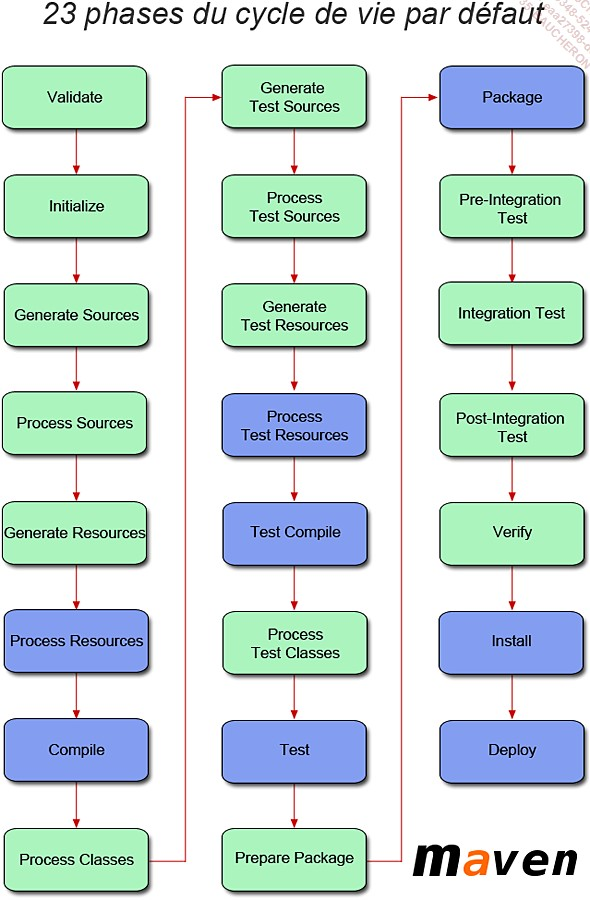 23 phases du cycle de vie par défaut
Validate
Initialize
Generate Sources
Process Sources
Generate Resources
Process Resources
Compile
Process Classes
Generate
Test Sources
Process
Test Sources
Generate
Test Resources
Process
Test Resources
Test Compile
Process
Test Classes
Test
Prepare Package
Package
Pre-Integration
Test
Integration Test
Post-Integration
Test
Verify
Install
Deploy
maven